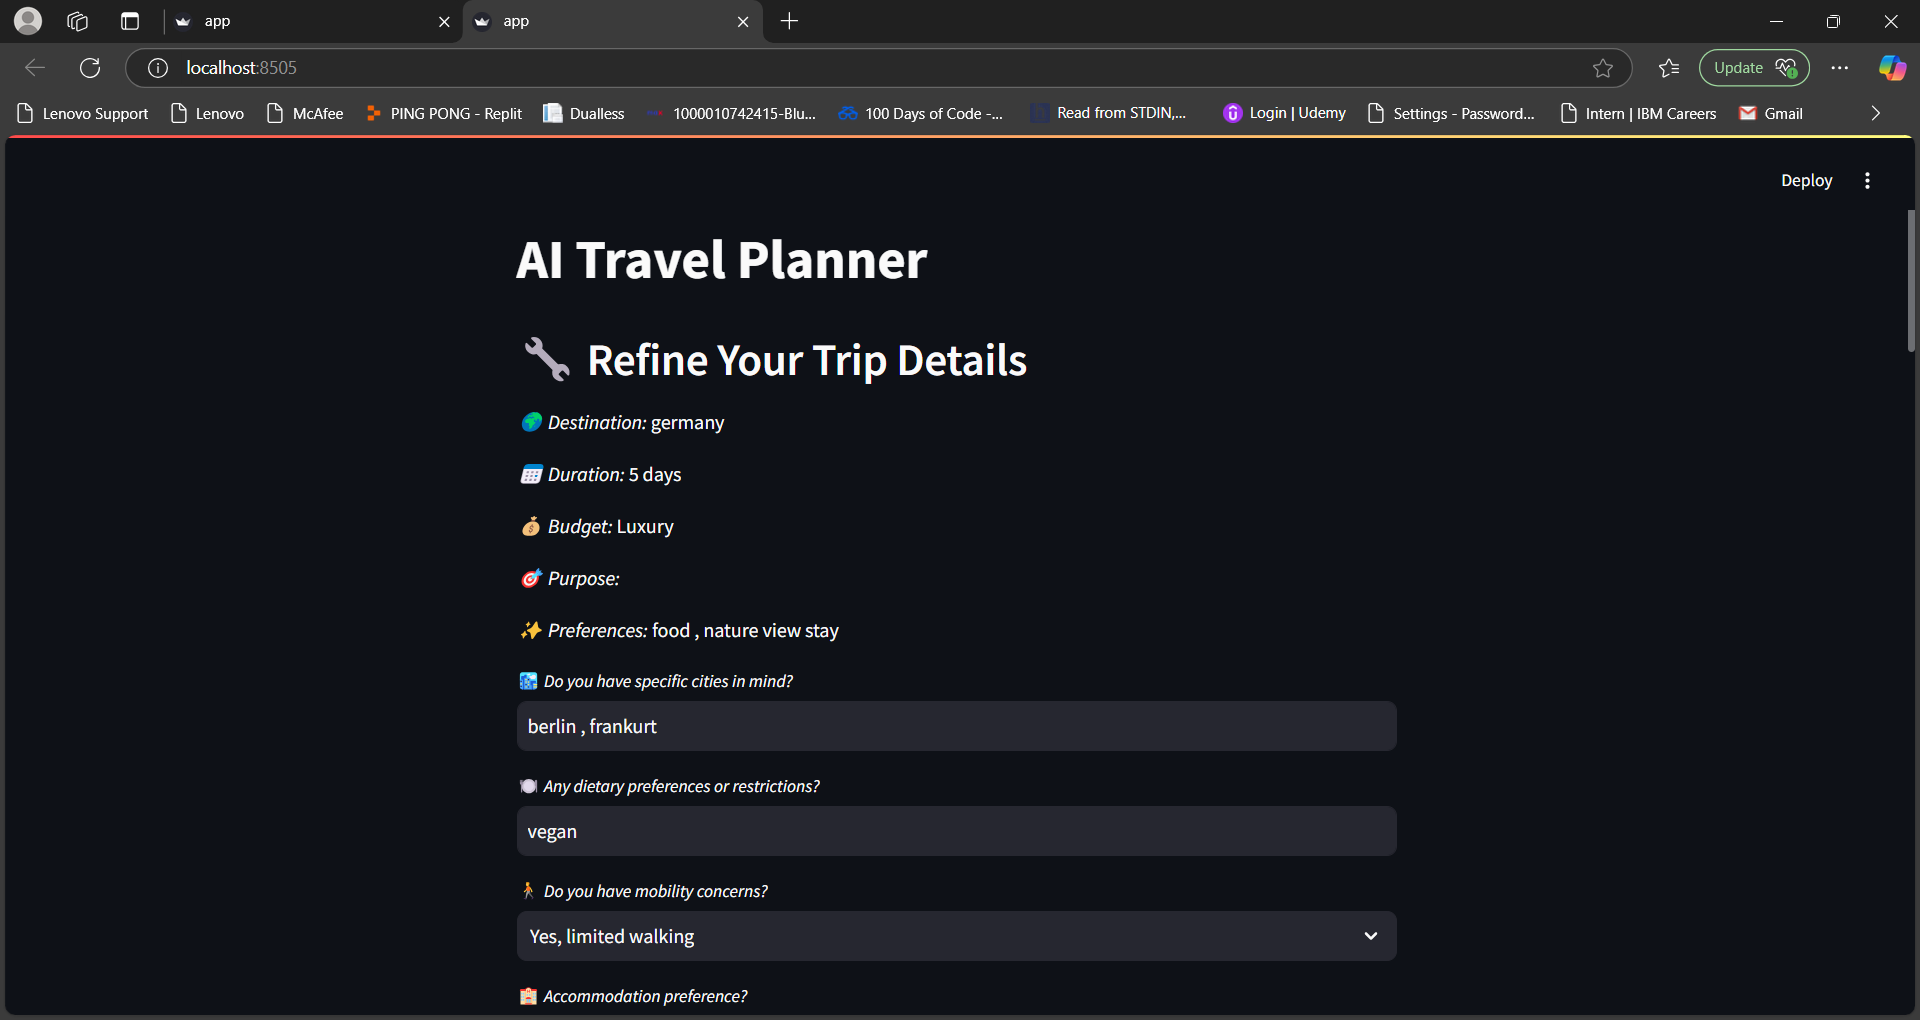 app
app
localhost:8505
Update
Lenovo Support
Lenovo
McAfee
PING PONG - Replit
Dualless
1000010742415-Blu...
100 Days of Code -...
Read from STDIN,...
Login | Udemy
Settings - Password...
Intern | IBM Careers
Gmail
Deploy
AI Travel Planner
Refine Your Trip Details
Destination: germany
Duration: 5 days
Budget: Luxury
Purpose:
Preferences: food , nature view stay
Do you have specific cities in mind?
berlin , frankurt
Any dietary preferences or restrictions?
vegan
Do you have mobility concerns?
Yes, limited walking
Accommodation preference?